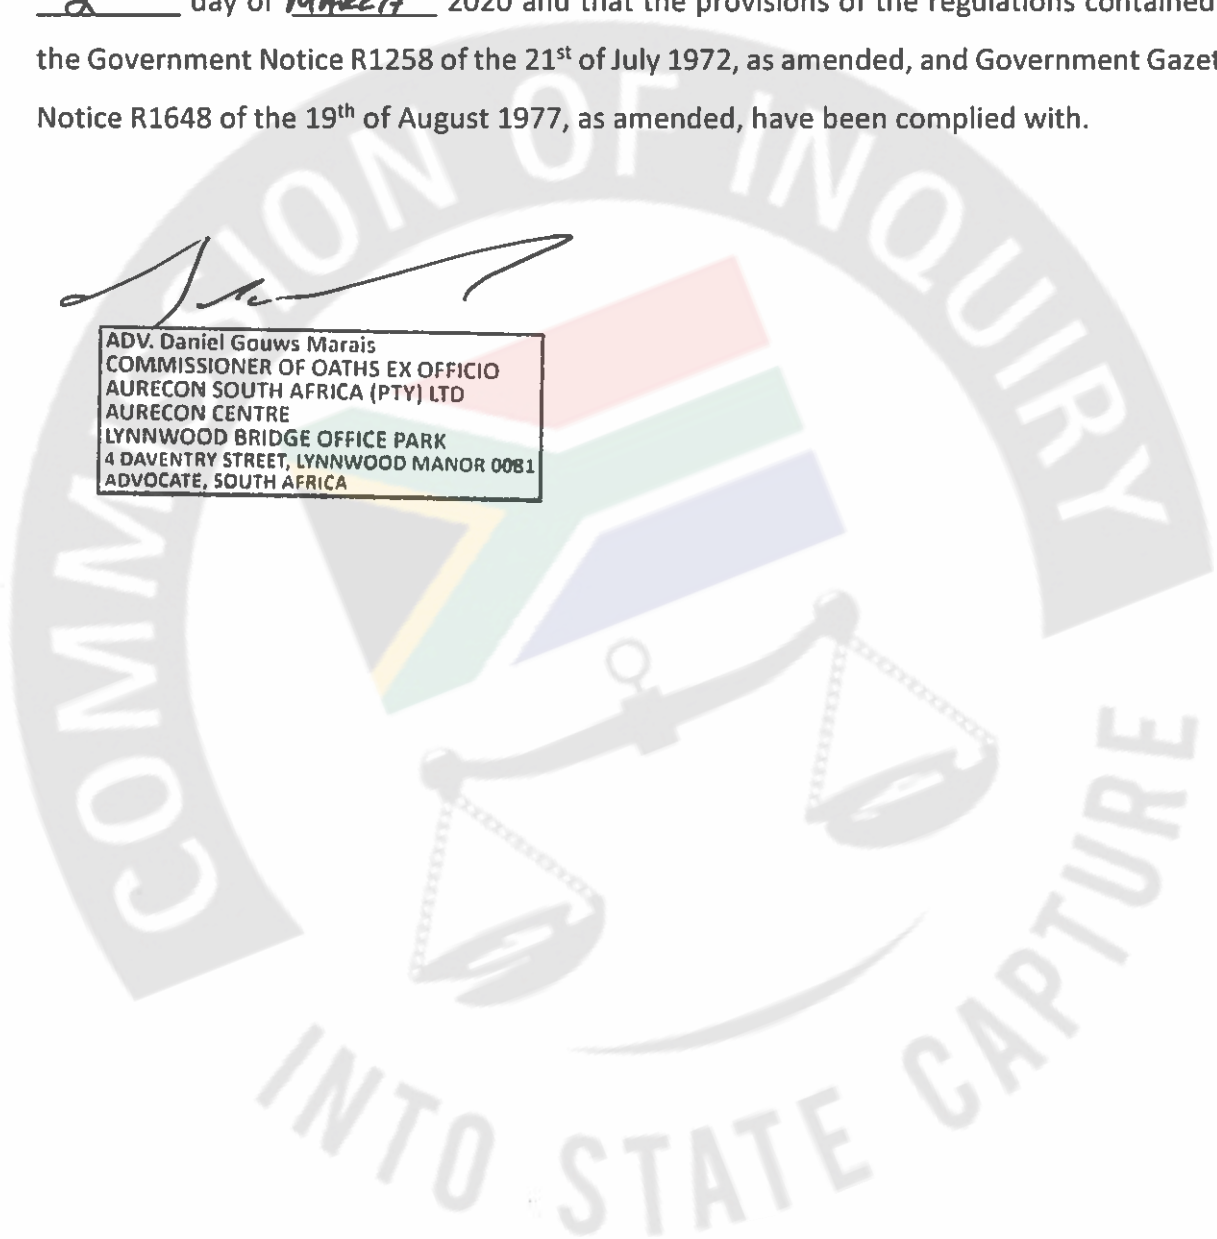 2 day of MARCH 2020 and that the provisions of the regulations contained
the Government Notice R1258 of the 21st of July 1972, as amended, and Government Gazet
Notice R1648 of the 19th of August 1977, as amended, have been complied with.
ADV. Daniel Gouws Marais
COMMISSIONER OF OATHS EX OFFICIO
AURECON SOUTH AFRICA (PTY) LTD
AURECON CENTRE
LYNNWOOD BRIDGE OFFICE PARK
4 DAVENTRY STREET, LYNNWOOD MANOR 0081
ADVOCATE, SOUTH AFRICA
COMMISSION OF INQUIRY
INTO STATE CAPTURE